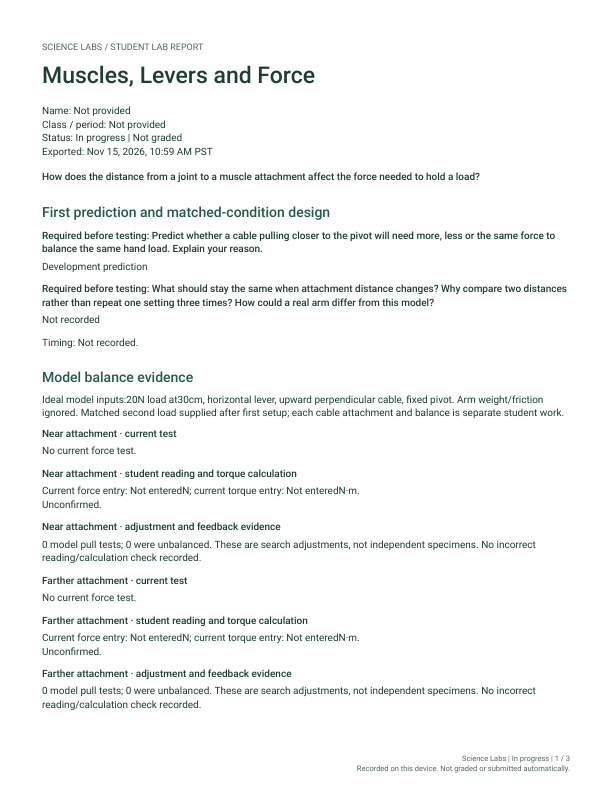 SCIENCE LABS / STUDENT LAB REPORT
Muscles, Levers and Force
Name: Not provided
Class / period: Not provided
Status: In progress | Not graded
Exported: Nov 15, 2026, 10:59 AM PST
How does the distance from a joint to a muscle attachment affect the force needed to hold a load?
First prediction and matched-condition design
Required before testing: Predict whether a cable pulling closer to the pivot will need more, less or the same force to
balance the same hand load. Explain your reason.
Development prediction
Required before testing: What should stay the same when attachment distance changes? Why compare two distances
rather than repeat one setting three times? How could a real arm differ from this model?
Not recorded
Timing: Not recorded.
Model balance evidence
Ideal model inputs:20N load at30cm, horizontal lever, upward perpendicular cable, fixed pivot. Arm weight/friction
ignored. Matched second load supplied after first setup; each cable attachment and balance is separate student work.
Near attachment · current test
No current force test.
Near attachment · student reading and torque calculation
Current force entry: Not enteredN; current torque entry: Not enteredN·m.
Unconfirmed.
Near attachment · adjustment and feedback evidence
0 model pull tests; 0 were unbalanced. These are search adjustments, not independent specimens. No incorrect
reading/calculation check recorded.
Farther attachment · current test
No current force test.
Farther attachment · student reading and torque calculation
Current force entry: Not enteredN; current torque entry: Not enteredN·m.
Unconfirmed.
Farther attachment · adjustment and feedback evidence
0 model pull tests; 0 were unbalanced. These are search adjustments, not independent specimens. No incorrect
reading/calculation check recorded.
Science Labs | In progress | 1 / 3
Recorded on this device. Not graded or submitted automatically.